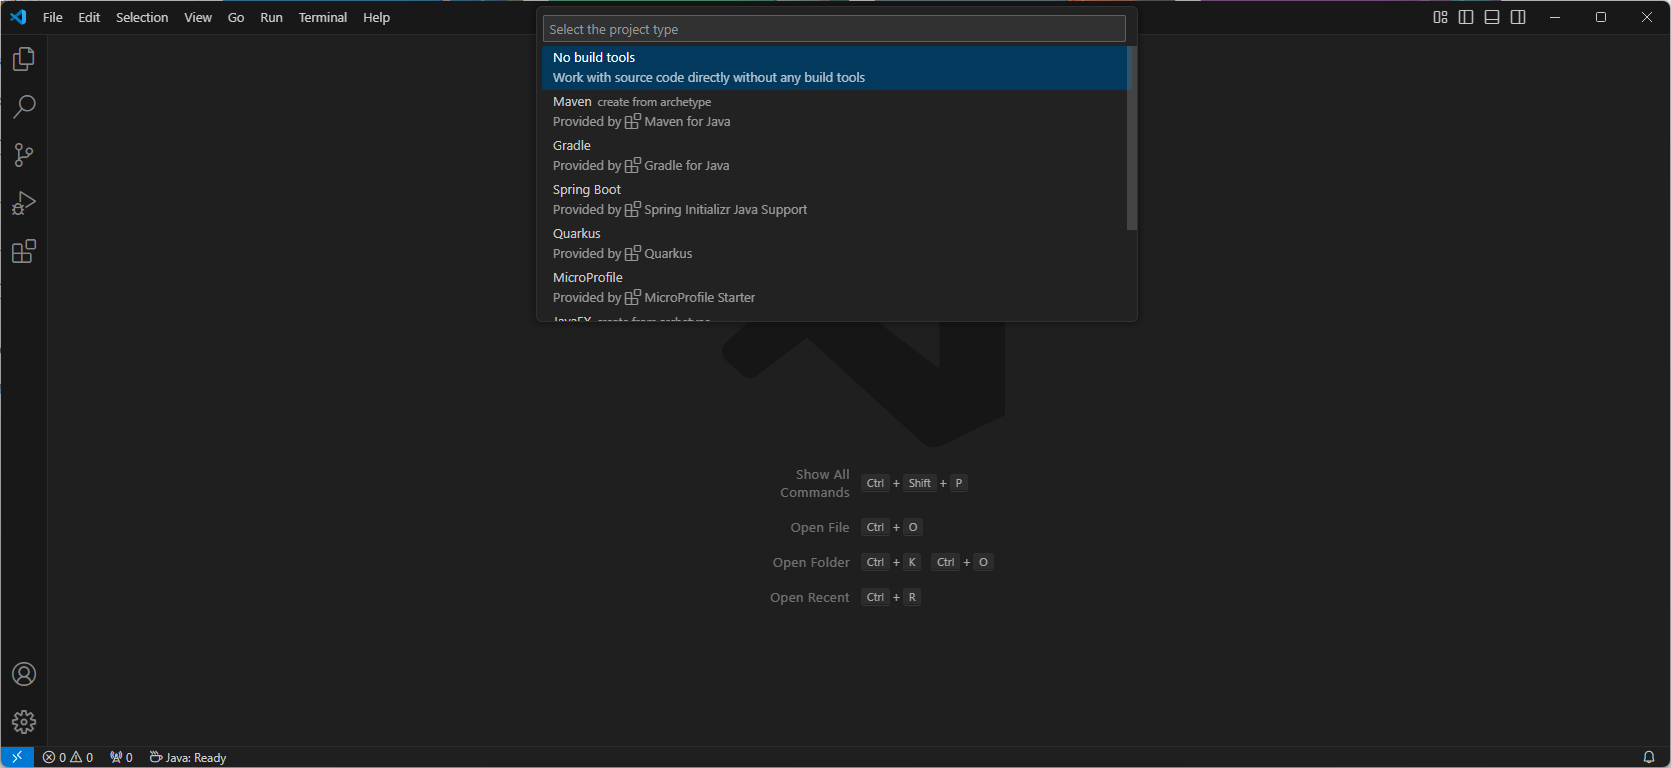 File Edit Selection View Go Run Terminal Help
Select the project type
No build tools
Work with source code directly without any build tools
Maven create from archetype
Provided by Maven for Java
Gradle
Provided by Gradle for Java
Spring Boot
Provided by Spring Initializr Java Support
Quarkus
Provided by Quarkus
MicroProfile
Provided by MicroProfile Starter
JavaFX create from archetype
Show All
Commands Ctrl + Shift + P
Open File Ctrl + O
Open Folder Ctrl + K Ctrl + O
Open Recent Ctrl + R
0 0 0 Java: Ready